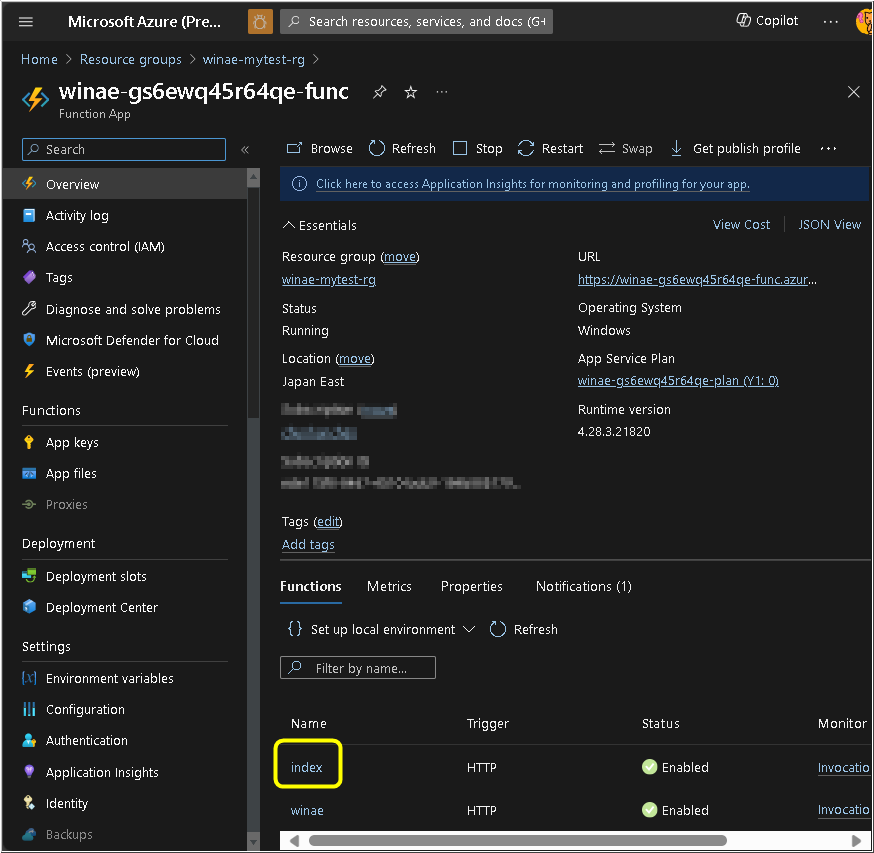 Microsoft Azure (Pre...
Search resources, services, and docs (G+
Copilot
Home > Resource groups > winae-mytest-rg >
winae-gs6ewq45r64qe-func
Function App
Search
Browse
Refresh
Stop
Restart
Swap
Get publish profile
Overview
Activity log
Access control (IAM)
Tags
Diagnose and solve problems
Microsoft Defender for Cloud
Events (preview)
Functions
App keys
App files
Proxies
Deployment
Deployment slots
Deployment Center
Settings
Environment variables
Configuration
Authentication
Application Insights
Identity
Backups
Click here to access Application Insights for monitoring and profiling for your app.
Essentials
View Cost
JSON View
Resource group (move)
winae-mytest-rg
Status
Running
Location (move)
Japan East
URL
https://winae-gs6ewq45r64qe-func.azur...
Operating System
Windows
App Service Plan
winae-gs6ewq45r64qe-plan (Y1: 0)
Runtime version
4.28.3.21820
Tags (edit)
Add tags
Functions
Metrics
Properties
Notifications (1)
Set up local environment
Refresh
Filter by name...
Name Trigger Status Monitor
index HTTP Enabled Invocatio
winae HTTP Enabled Invocatio